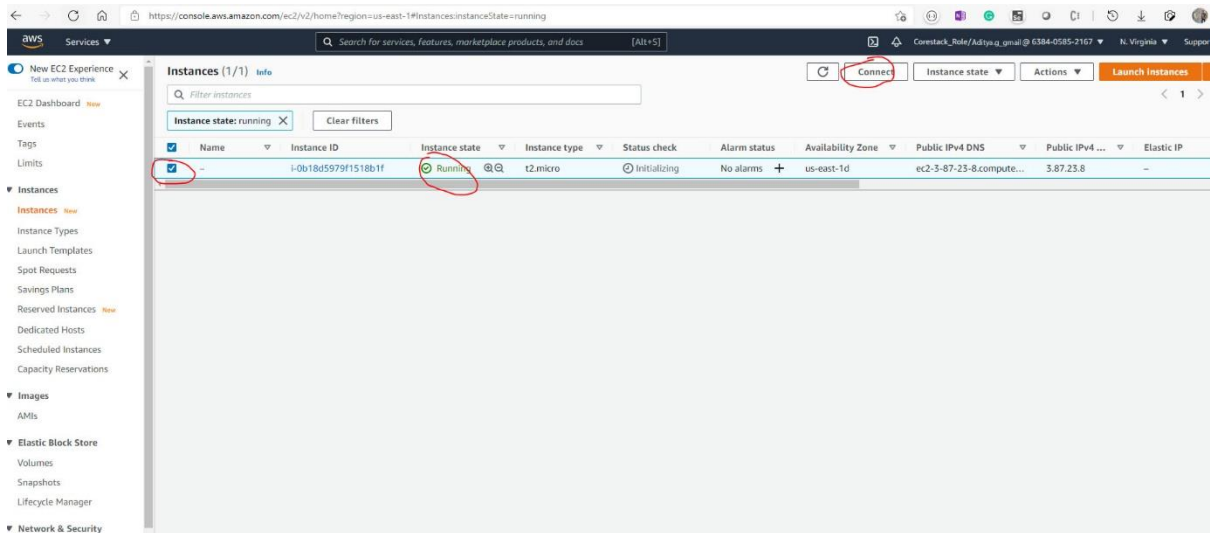 https://console.aws.amazon.com/ec2/v2/home?region=us-east-1#Instances:instanceState=running
aws Services ▼ Search for services, features, marketplace products, and docs [Alt+S] Corestack_Role/Aditya.g_gmail@ 6384-0585-2167 ▼ N. Virginia ▼ Suppor
New EC2 Experience
Tell us what you think
EC2 Dashboard New
Events
Tags
Limits
Instances
Instances New
Instance Types
Launch Templates
Spot Requests
Savings Plans
Reserved Instances New
Dedicated Hosts
Scheduled Instances
Capacity Reservations
Images
AMIs
Elastic Block Store
Volumes
Snapshots
Lifecycle Manager
Network & Security
Instances (1/1) Info Connect Instance state ▼ Actions ▼ Launch instances
Filter instances < 1 >
Instance state: running X Clear filters
Name Instance ID Instance state Instance type Status check Alarm status Availability Zone Public IPv4 DNS Public IPv4 ... Elastic IP
– i-0b18d5979f1518b1f Running t2.micro Initializing No alarms + us-east-1d ec2-3-87-23-8.compute... 3.87.23.8 –